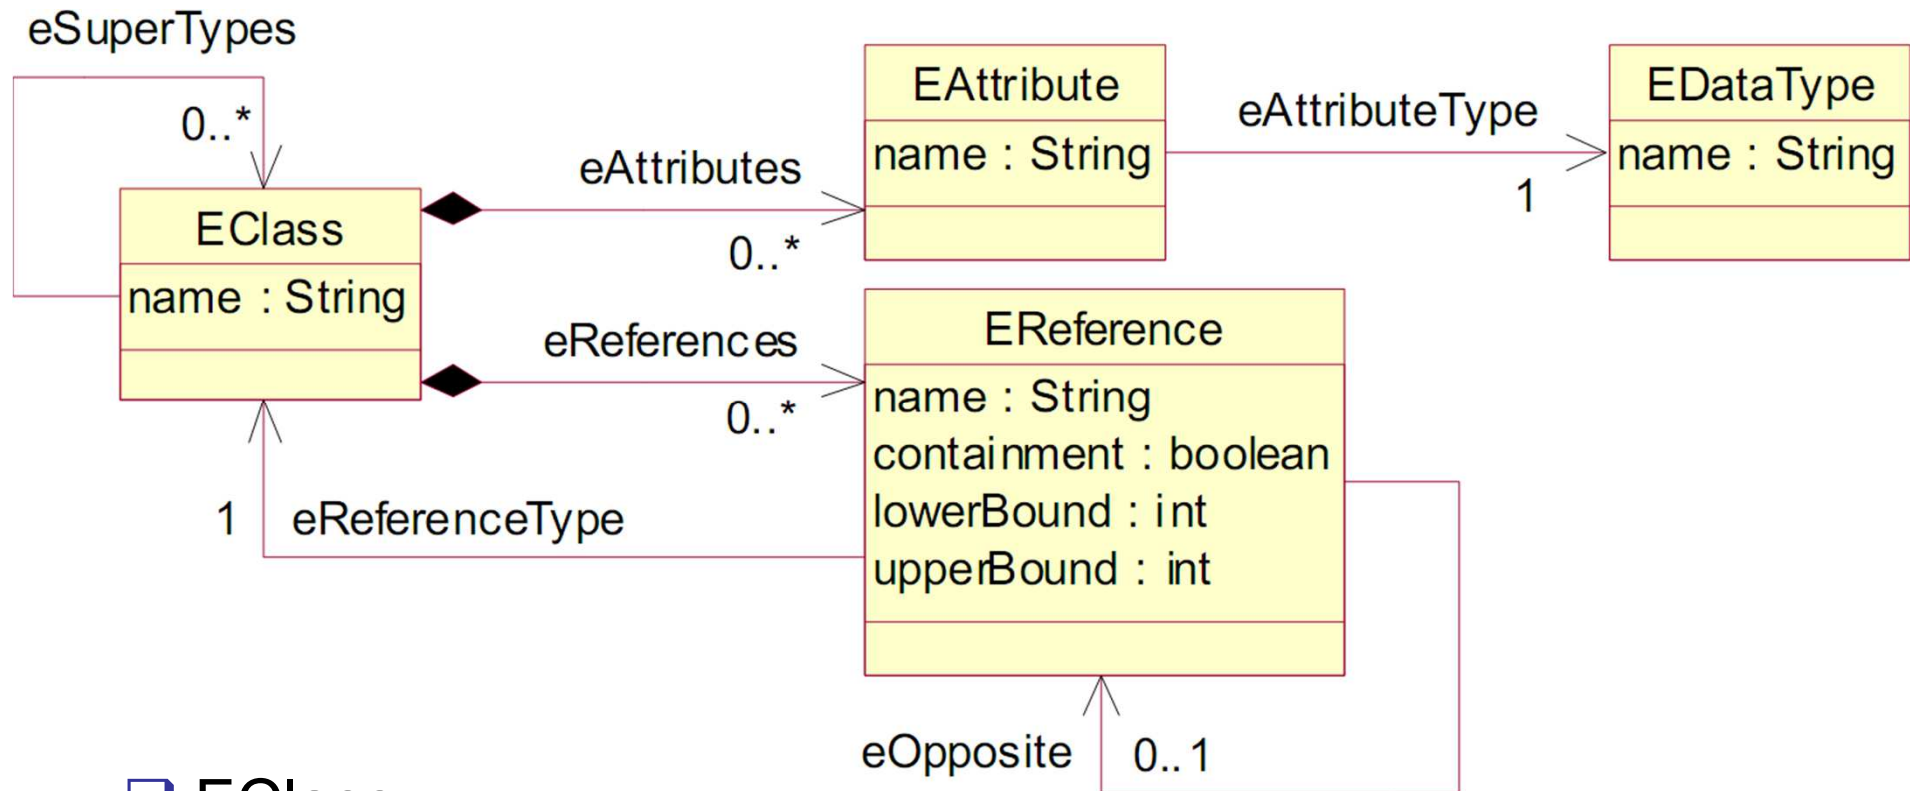 eSuperTypes
0..*
EClass
name : String
eAttributes
0..*
EAttribute
name : String
eAttributeType
1
EDataType
name : String
eReferences
0..*
EReference
name : String
containment : boolean
lowerBound : int
upperBound : int
1
eReferenceType
eOpposite
0..1
EClass